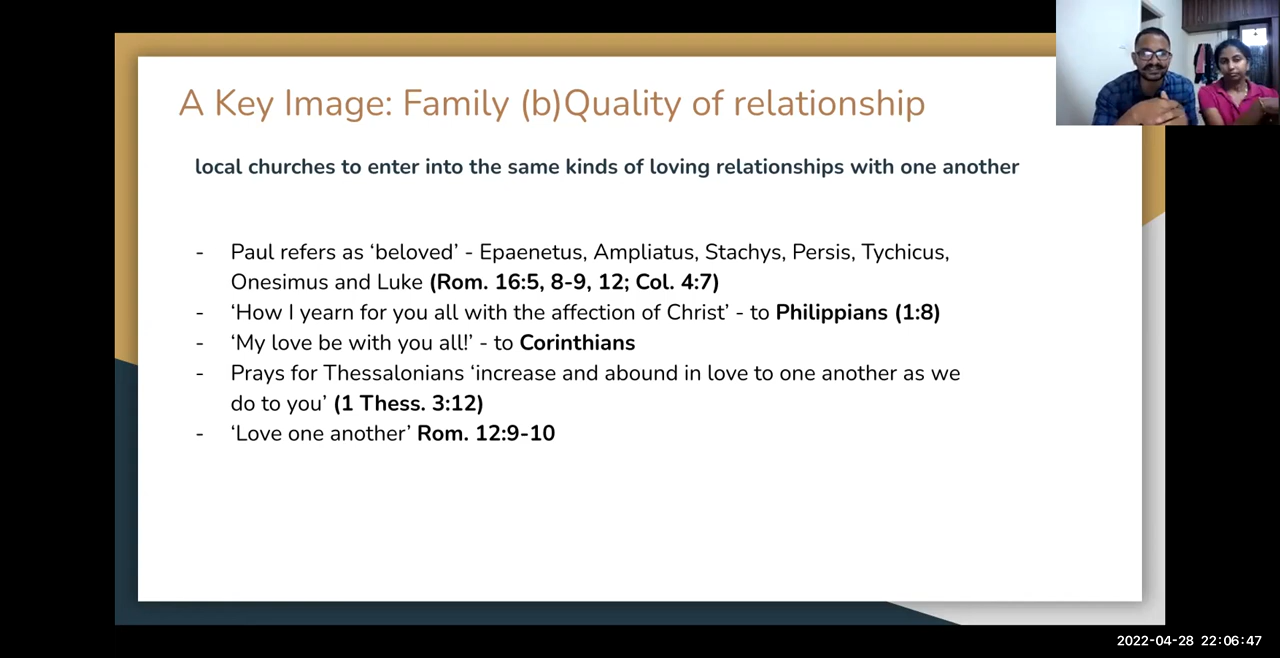 A Key Image: Family (b)Quality of relationship
local churches to enter into the same kinds of loving relationships with one another
- Paul refers as ‘beloved’ - Epaenetus, Ampliatus, Stachys, Persis, Tychicus,
Onesimus and Luke (Rom. 16:5, 8-9, 12; Col. 4:7)
- ‘How I yearn for you all with the affection of Christ’ - to Philippians (1:8)
- ‘My love be with you all!’ - to Corinthians
- Prays for Thessalonians ‘increase and abound in love to one another as we
do to you’ (1 Thess. 3:12)
- ‘Love one another’ Rom. 12:9-10
2022-04-28 22:06:47